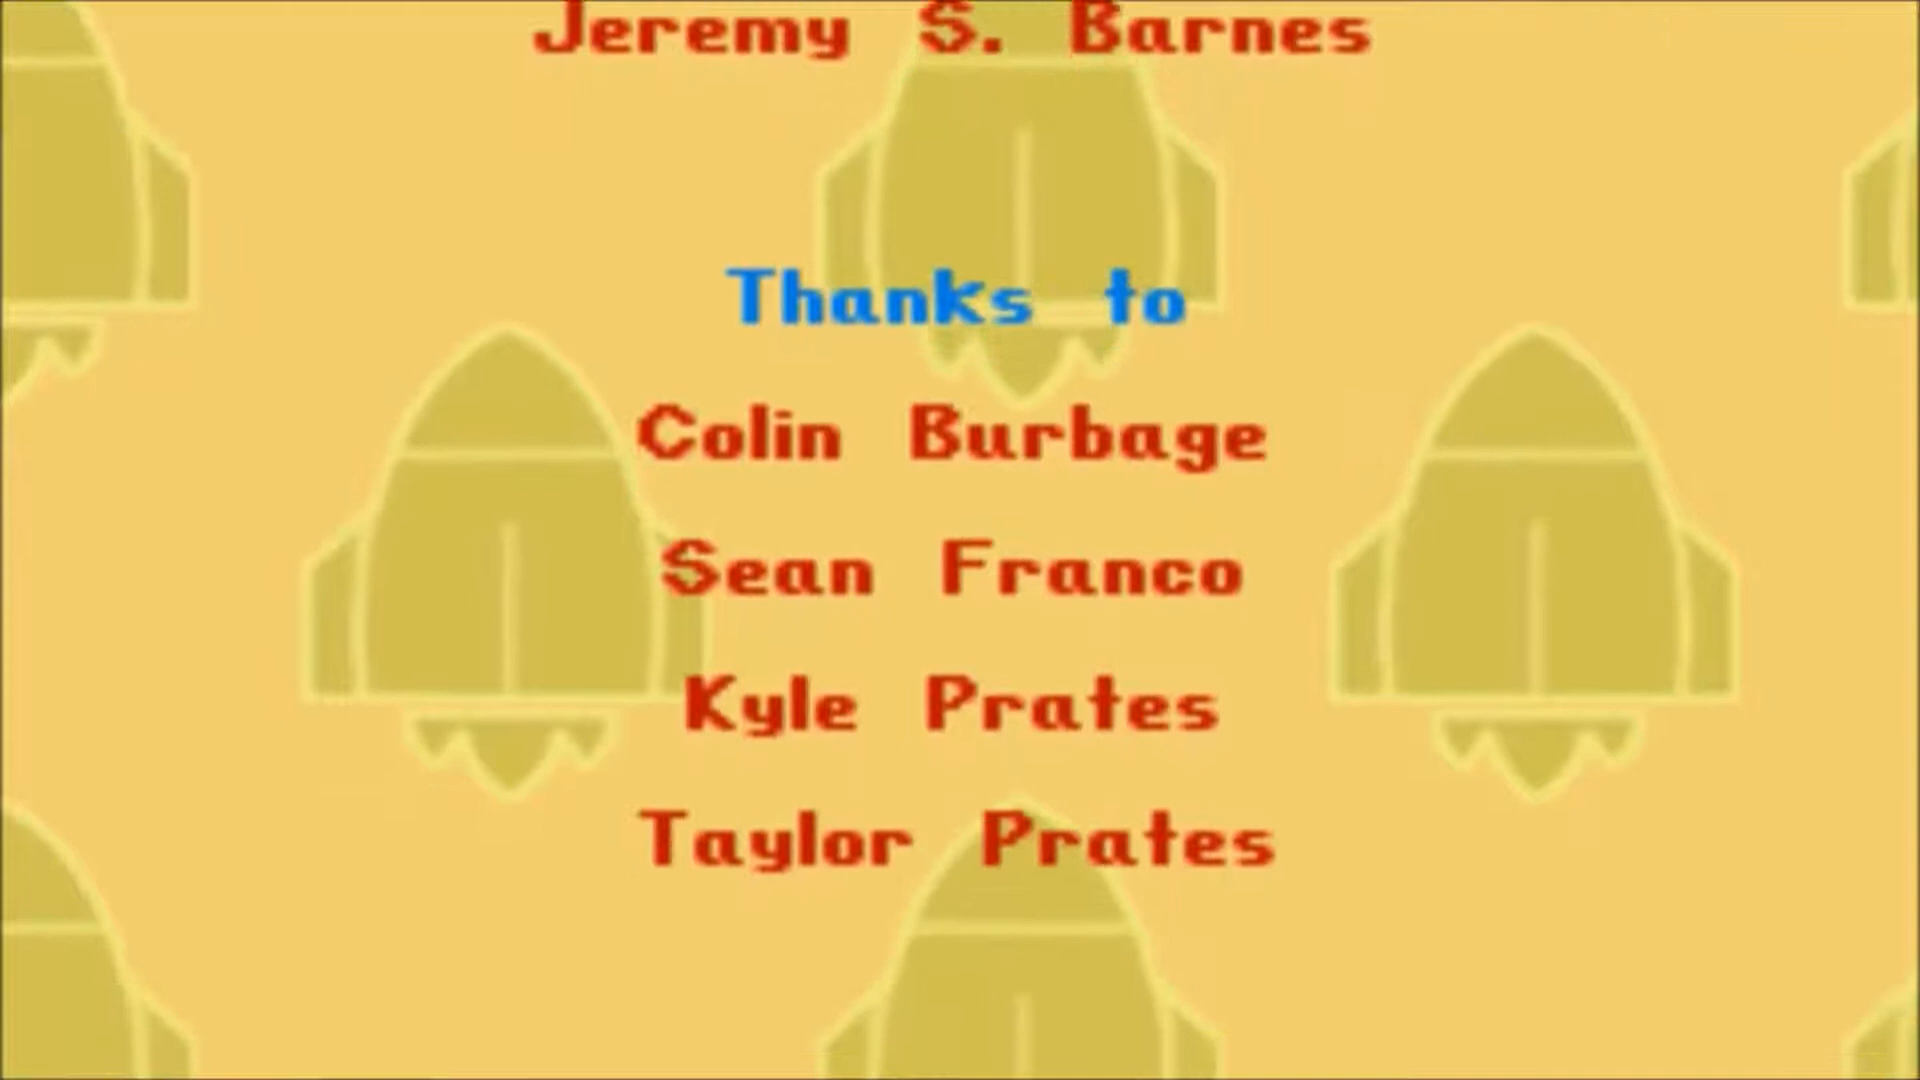 Jeremy S. Barnes
Thanks to
Colin Burbage
Sean Franco
Kyle Prates
Taylor Prates